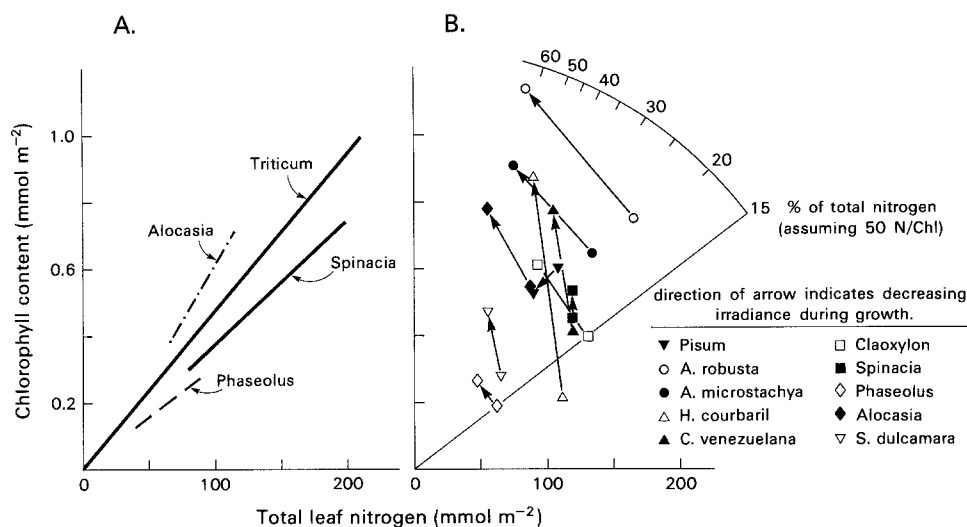 A.
B.
Chlorophyll content (mmol m⁻²)
1.0
0.6
0.2
Triticum
Alocasia
Spinacia
Phaseolus
0
100
200
60
50
40
30
20
15
% of total nitrogen
(assuming 50 N/Chl)
direction of arrow indicates decreasing
irradiance during growth.
Pisum
A. robusta
A. microstachya
H. courbaril
C. venezuelana
Claoxylon
Spinacia
Phaseolus
Alocasia
S. dulcamara
0
100
200
Total leaf nitrogen (mmol m⁻²)